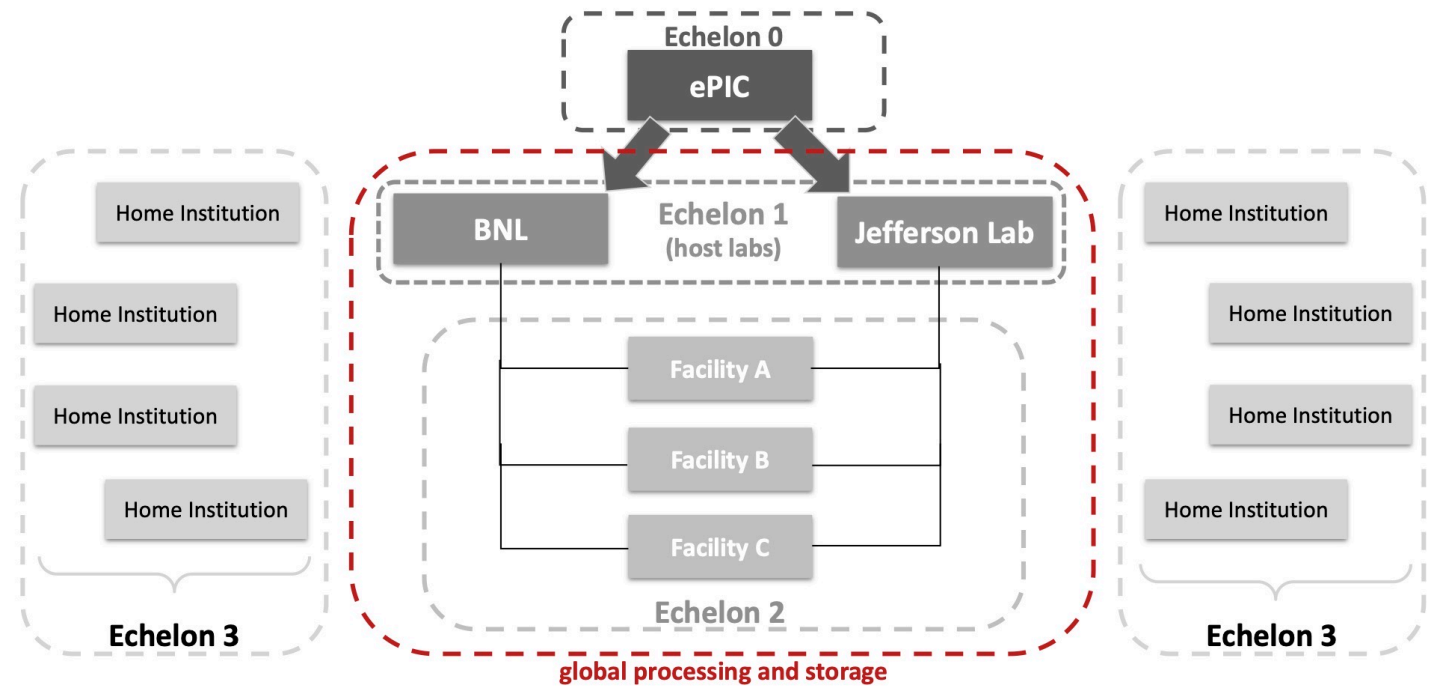 Echelon 0
ePIC
BNL
Echelon 1
(host labs)
Jefferson Lab
Home Institution
Home Institution
Home Institution
Home Institution
Echelon 3
Facility A
Facility B
Facility C
Echelon 2
global processing and storage
Home Institution
Home Institution
Home Institution
Home Institution
Echelon 3